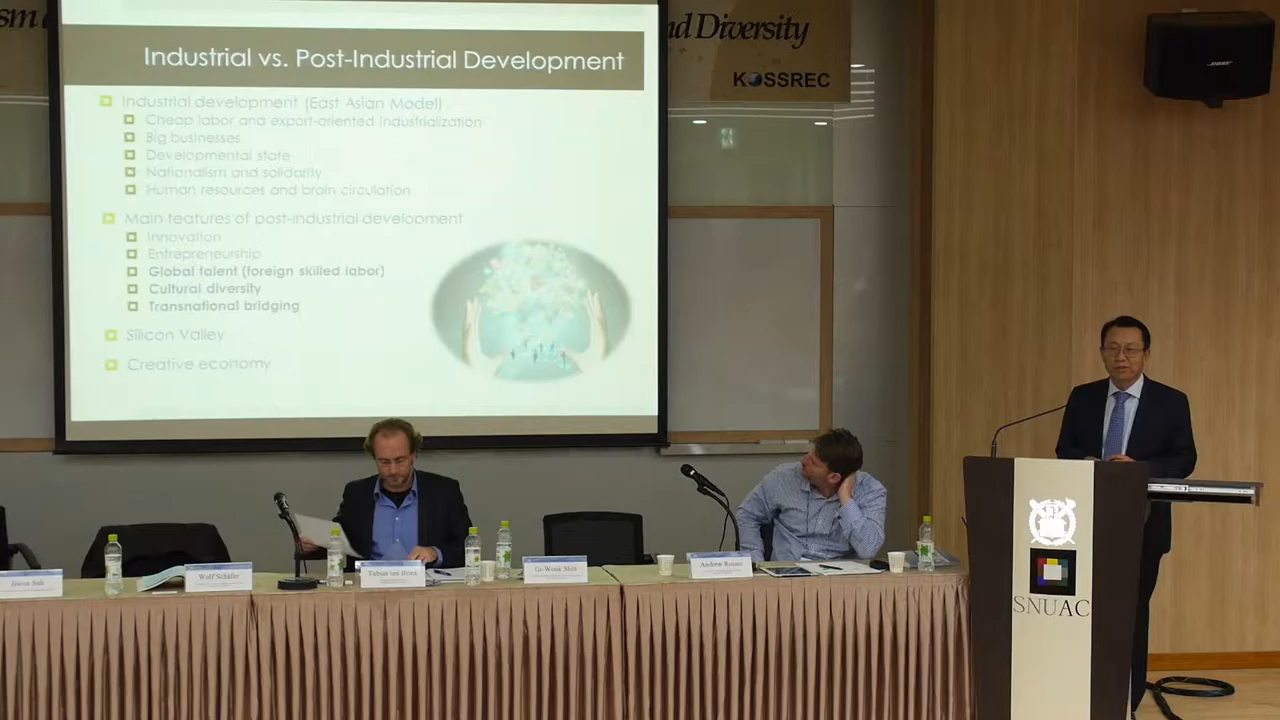 nd Diversity
KOSSREC
BOSE
Industrial vs. Post-Industrial Development
Industrial development (East Asian Model)
Cheap labor and export-oriented industrialization
Big businesses
Developmental state
Nationalism and solidarity
Human resources and brain circulation
Main features of post-industrial development
Innovation
Entrepreneurship
Global talent (foreign skilled labor)
Cultural diversity
Transnational bridging
Silicon Valley
Creative economy
Suh
Wolf Schäfer
Tobias ten Brink
Gi-Wook Shin
Andrew
SNUAC